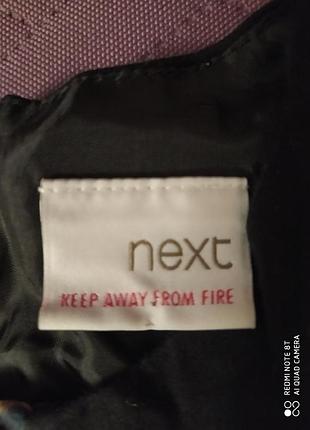 next
KEEP AWAY FROM FIRE
REDMI NOTE 8T
AI QUAD CAMERA